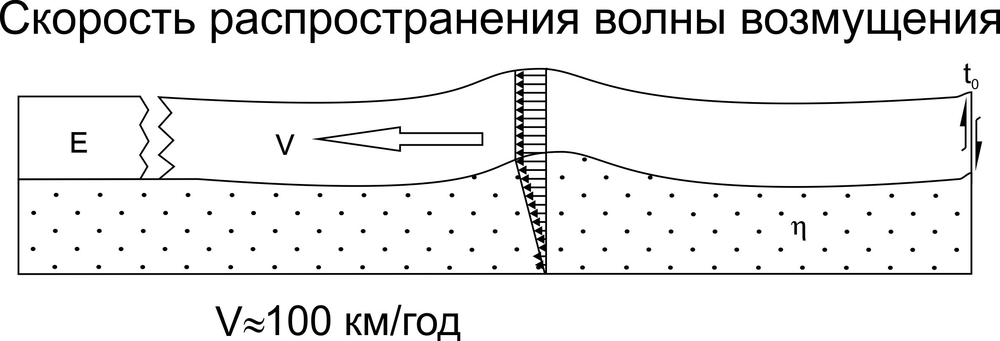 Скорость распространения волны возмущения
t₀
E
V
η
V≈100 км/год